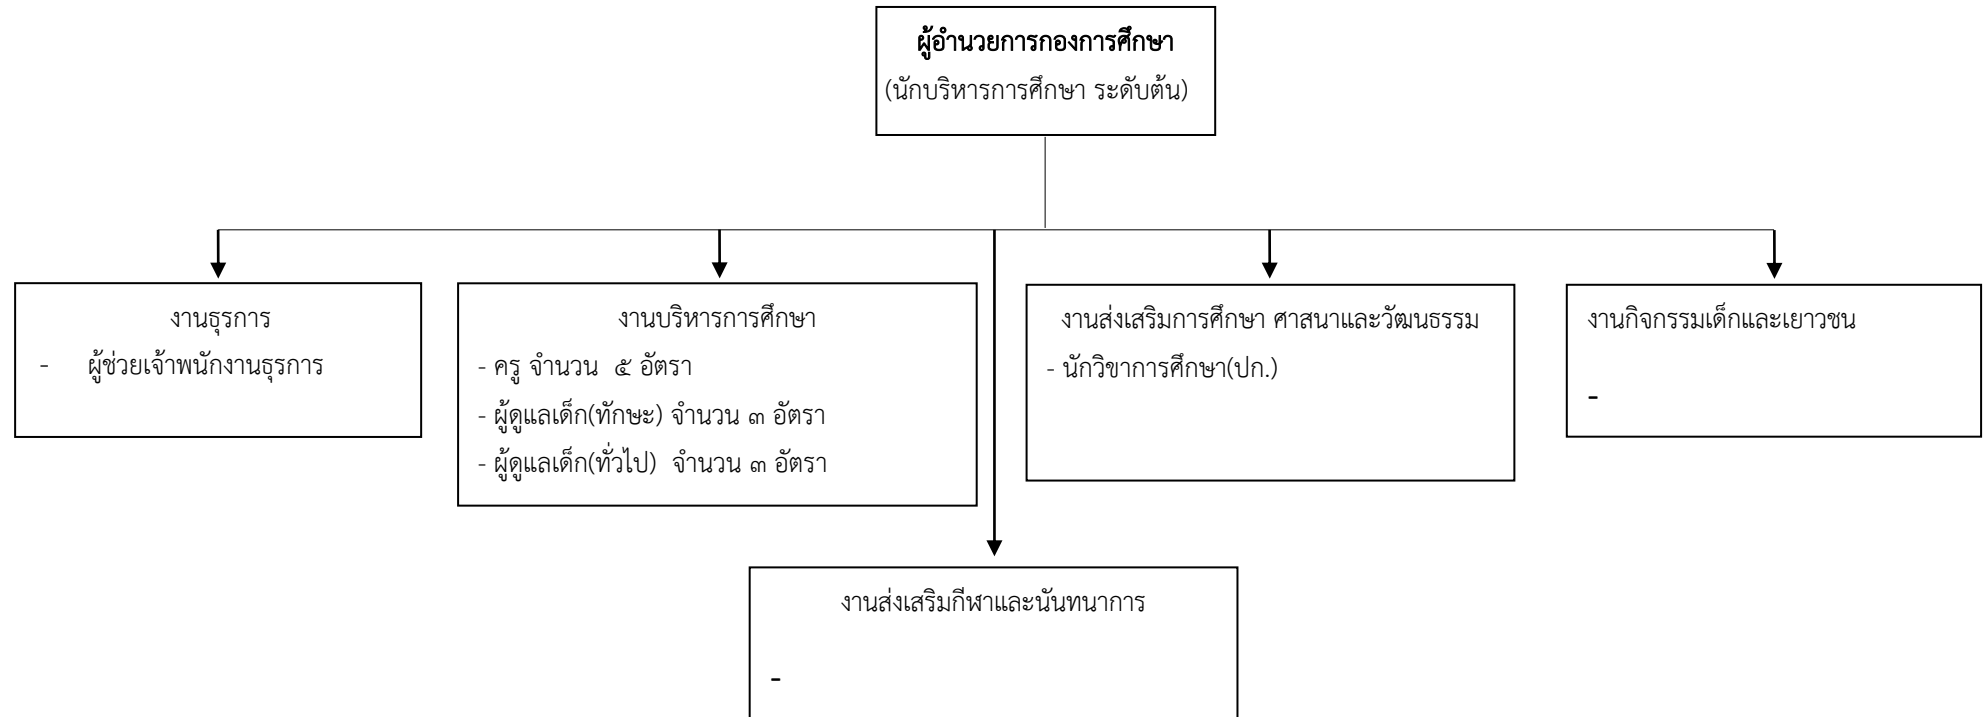 ผู้อำนวยการกองการศึกษา
(นักบริหารการศึกษา ระดับต้น)
งานธุรการ
- ผู้ช่วยเจ้าพนักงานธุรการ
งานบริหารการศึกษา
- ครู จำนวน ๕ อัตรา
- ผู้ดูแลเด็ก(ทักษะ) จำนวน ๓ อัตรา
- ผู้ดูแลเด็ก(ทั่วไป) จำนวน ๓ อัตรา
งานส่งเสริมการศึกษา ศาสนาและวัฒนธรรม
- นักวิขาการศึกษา(ปก.)
งานกิจกรรมเด็กและเยาวชน
-
งานส่งเสริมกีฬาและนันทนาการ
-